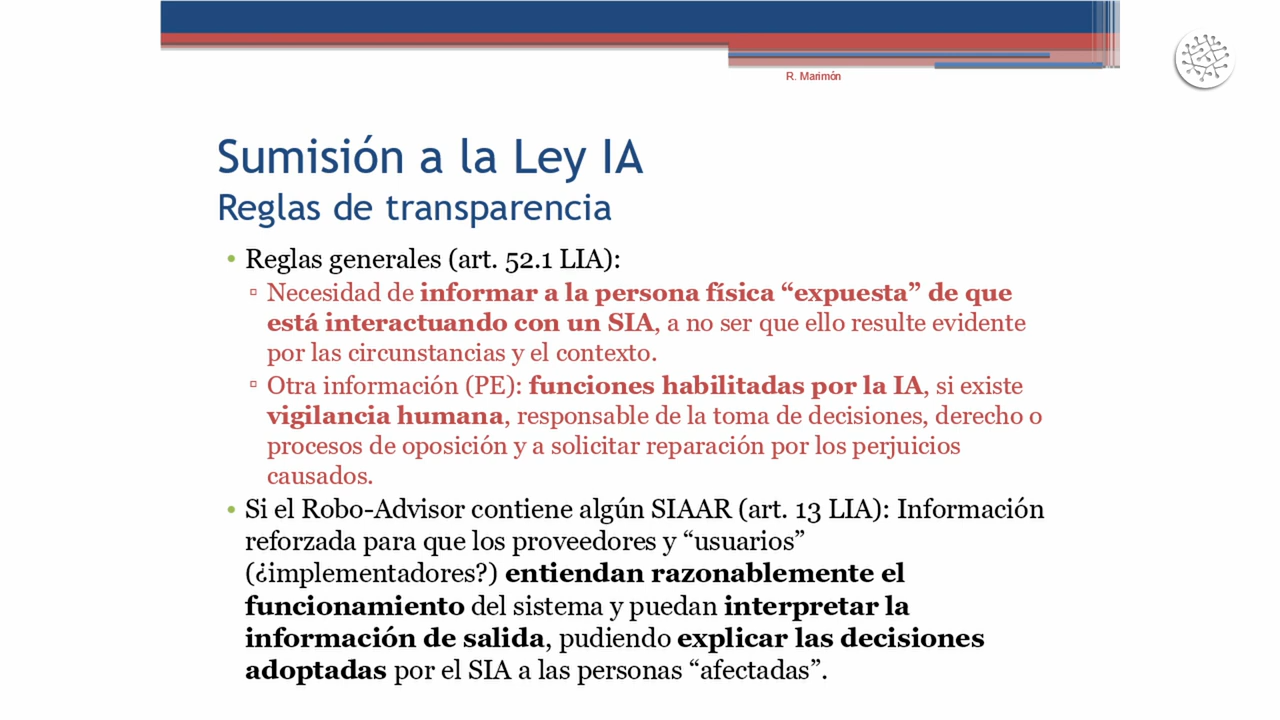 R. Marimón
Sumisión a la Ley IA
Reglas de transparencia
• Reglas generales (art. 52.1 LIA):
▫ Necesidad de informar a la persona física “expuesta” de que
está interactuando con un SIA, a no ser que ello resulte evidente
por las circunstancias y el contexto.
▫ Otra información (PE): funciones habilitadas por la IA, si existe
vigilancia humana, responsable de la toma de decisiones, derecho o
procesos de oposición y a solicitar reparación por los perjuicios
causados.
• Si el Robo-Advisor contiene algún SIAAR (art. 13 LIA): Información
reforzada para que los proveedores y “usuarios”
(¿implementadores?) entiendan razonablemente el
funcionamiento del sistema y puedan interpretar la
información de salida, pudiendo explicar las decisiones
adoptadas por el SIA a las personas “afectadas”.